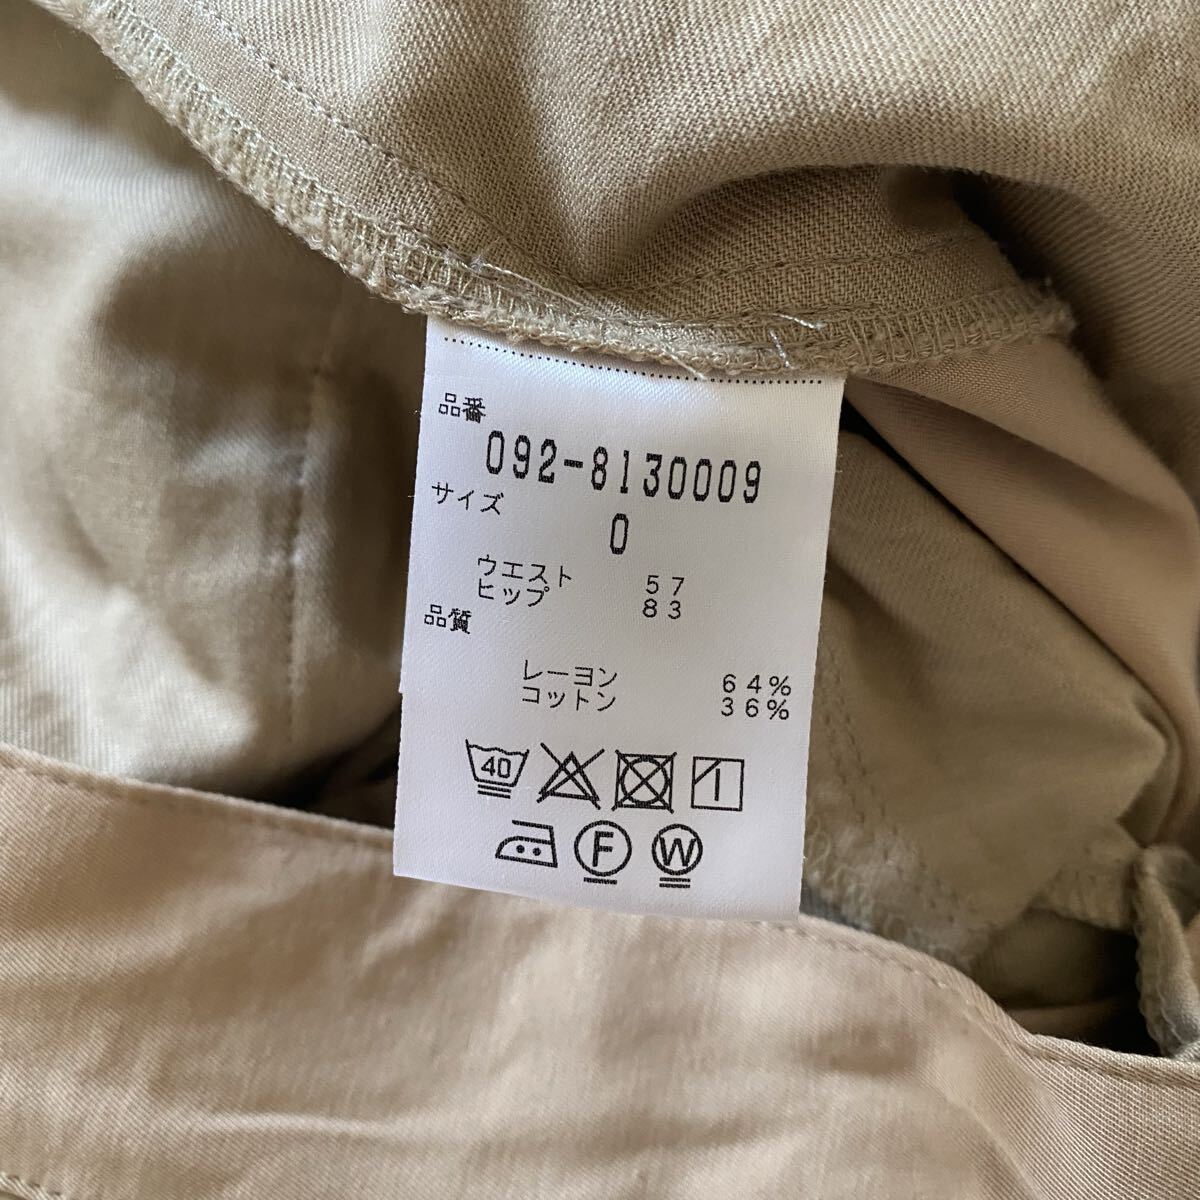 品番
092-8130009
サイズ
0
ウエスト 57
ヒップ 83
品質
レーヨン 64%
コットン 36%
40
F W